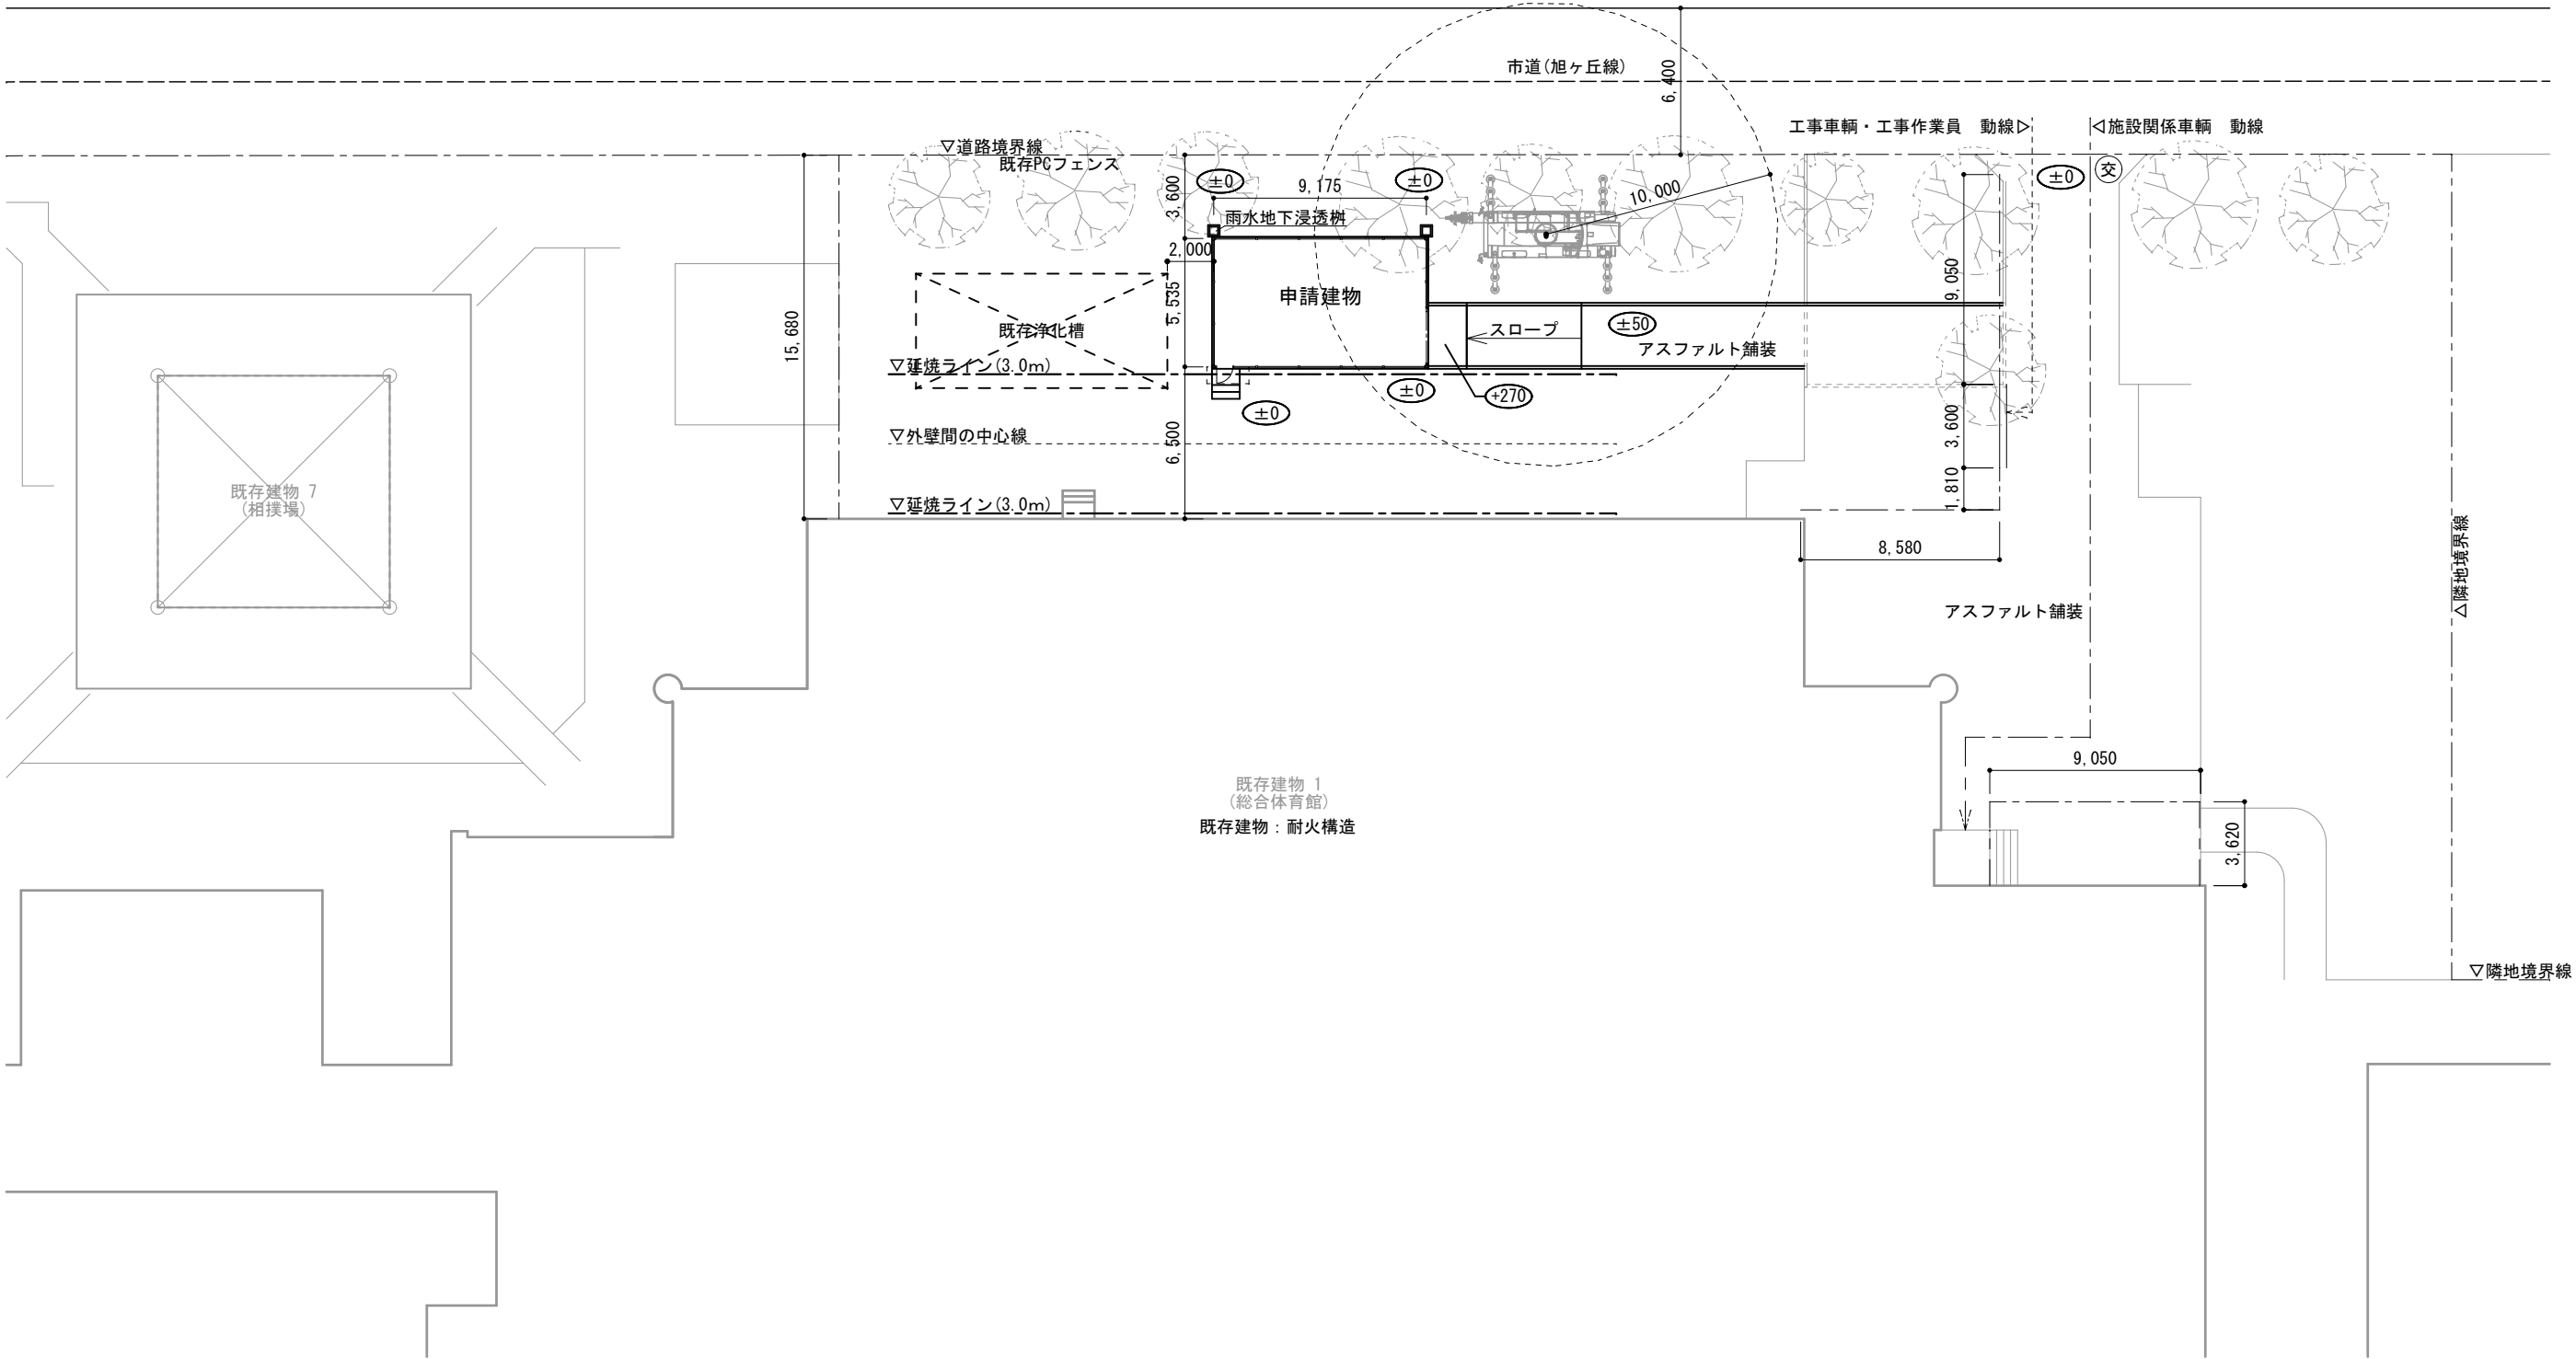 市道(旭ヶ丘線)
6,400
工事車輌・工事作業員　動線▷
◁施設関係車輌　動線
▽道路境界線
既存PCフェンス
交
±0
±0
±0
9,175
3,600
10,000
雨水地下浸透桝
2,000
9,050
申請建物
5,535
15,680
既存浄化槽
±50
スロープ
アスファルト舗装
▽延焼ライン(3.0m)
±0
+270
±0
3,600
▽外壁間の中心線
6,500
既存建物 7
(相撲場)
1,810
▽延焼ライン(3.0m)
8,580
△隣地境界線
アスファルト舗装
9,050
既存建物 1
(総合体育館)
既存建物：耐火構造
3,620
▽隣地境界線